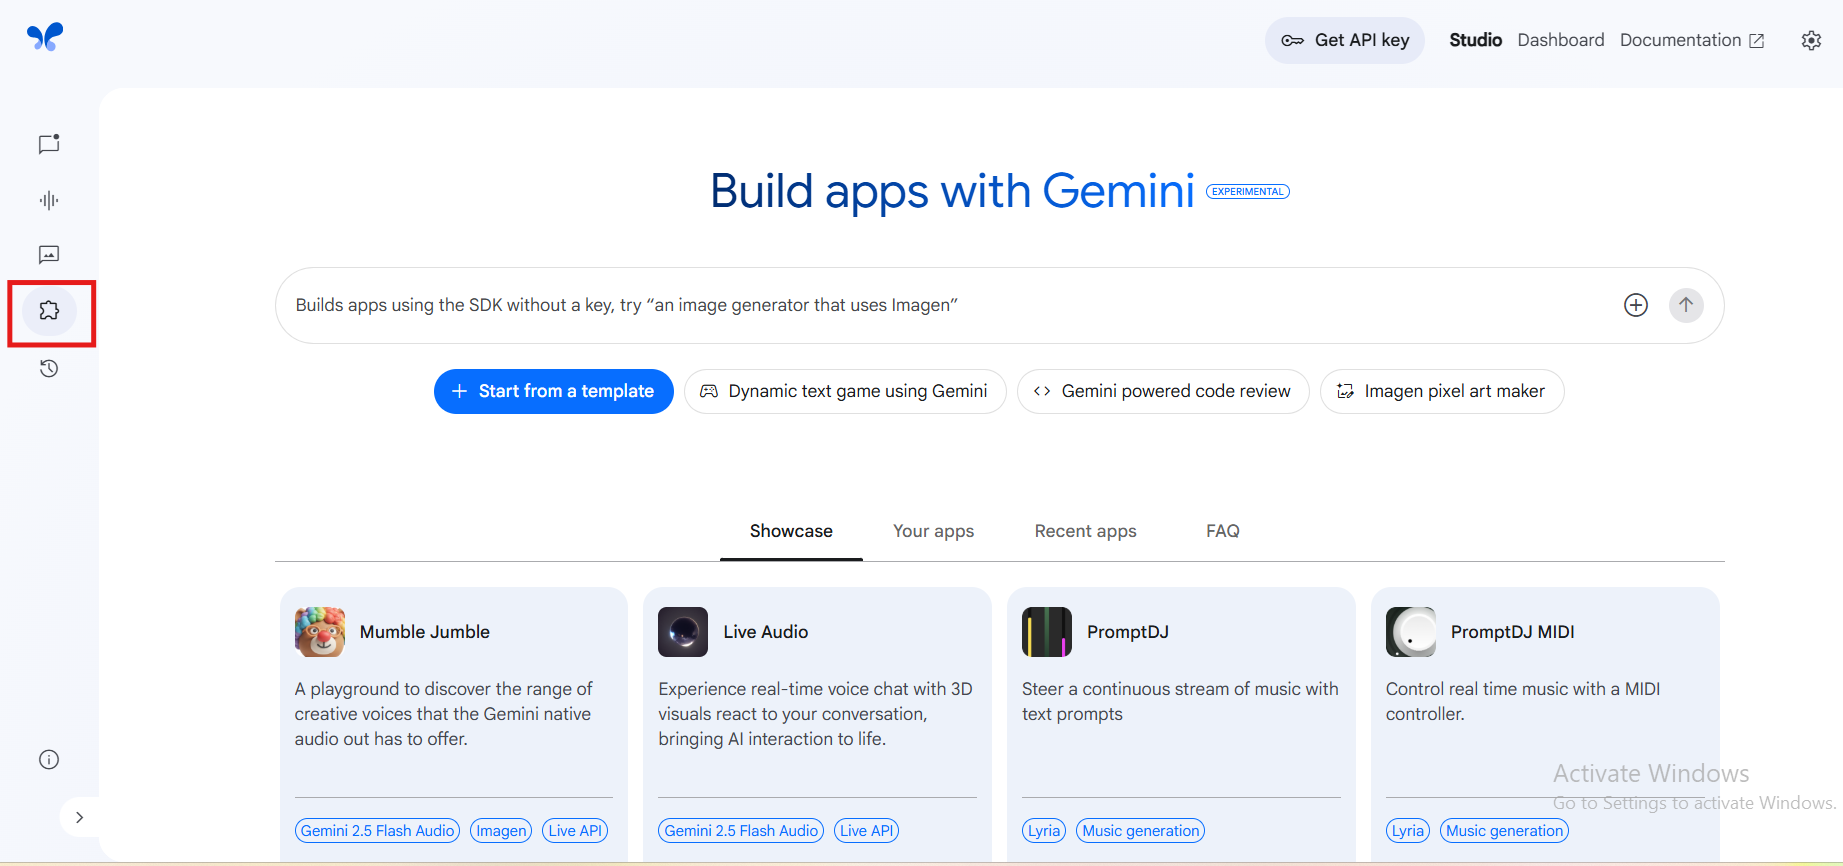 Get API key
Studio
Dashboard
Documentation
Build apps with Gemini
EXPERIMENTAL
Builds apps using the SDK without a key, try “an image generator that uses Imagen”
Start from a template
Dynamic text game using Gemini
Gemini powered code review
Imagen pixel art maker
Showcase
Your apps
Recent apps
FAQ
Mumble Jumble
A playground to discover the range of
creative voices that the Gemini native
audio out has to offer.
Gemini 2.5 Flash Audio
Imagen
Live API
Live Audio
Experience real-time voice chat with 3D
visuals react to your conversation,
bringing AI interaction to life.
Gemini 2.5 Flash Audio
Live API
PromptDJ
Steer a continuous stream of music with
text prompts
Lyria
Music generation
PromptDJ MIDI
Control real time music with a MIDI
controller.
Lyria
Music generation
Activate Windows
Go to Settings to activate Windows.